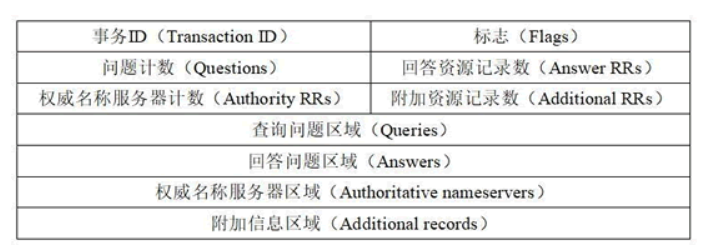 事务ID（Transaction ID） 标志（Flags）
问题计数（Questions） 回答资源记录数（Answer RRs）
权威名称服务器计数（Authority RRs） 附加资源记录数（Additional RRs）
查询问题区域（Queries）
回答问题区域（Answers）
权威名称服务器区域（Authoritative nameservers）
附加信息区域（Additional records）